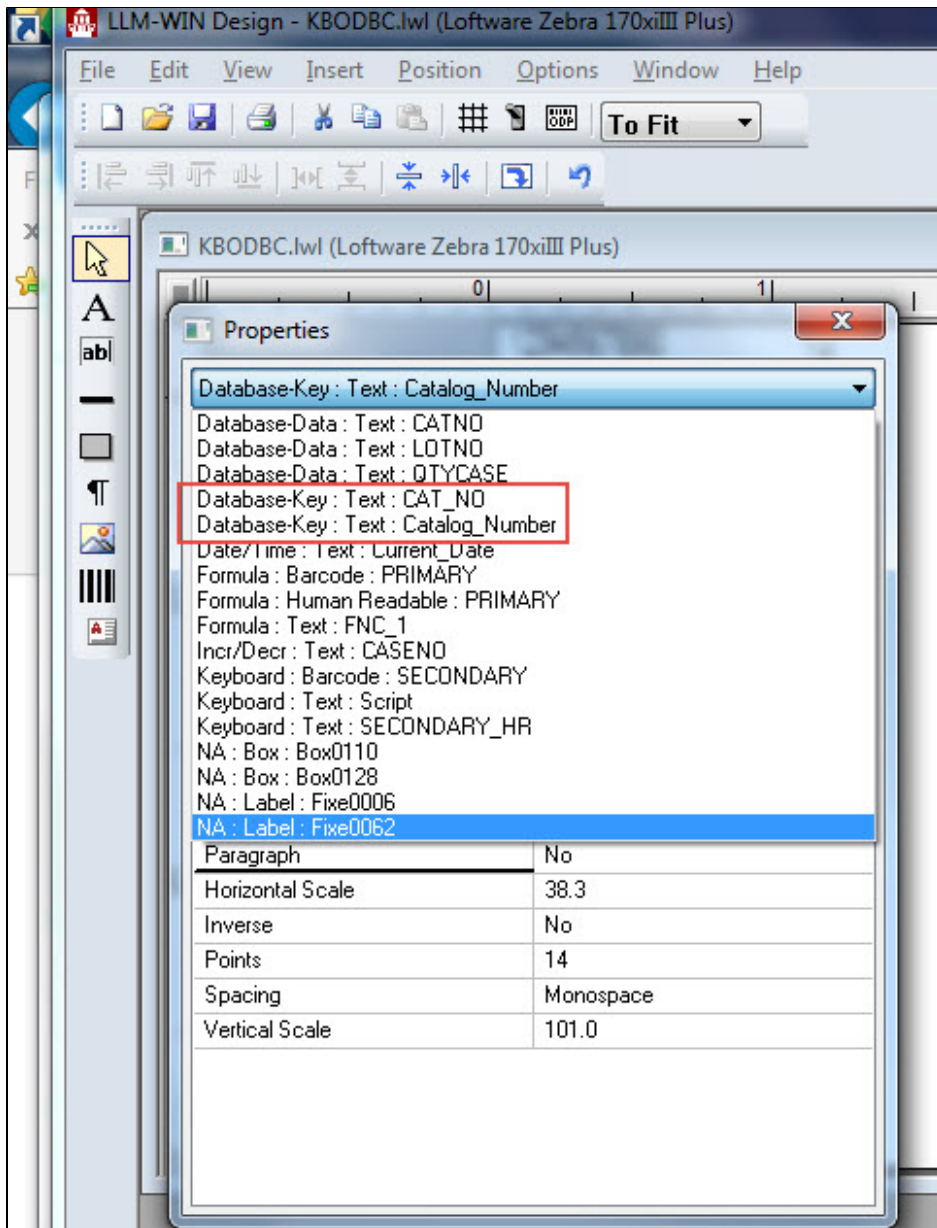 LLM-WIN Design - KBODBC.lwl (Loftware Zebra 170xiIII Plus)
File Edit View Insert Position Options Window Help
To Fit
KBODBC.lwl (Loftware Zebra 170xiIII Plus)
0 1
A
Properties
ab
Database-Key : Text : Catalog_Number
Database-Data : Text : CATNO
Database-Data : Text : LOTNO
Database-Data : Text : QTYCASE
Database-Key : Text : CAT_NO
Database-Key : Text : Catalog_Number
Date/Time : Text : Current_Date
Formula : Barcode : PRIMARY
Formula : Human Readable : PRIMARY
Formula : Text : FNC_1
Incr/Decr : Text : CASENO
Keyboard : Barcode : SECONDARY
Keyboard : Text : Script
Keyboard : Text : SECONDARY_HR
NA : Box : Box0110
NA : Box : Box0128
NA : Label : Fixe0006
NA : Label : Fixe0062
Paragraph No
Horizontal Scale 38.3
Inverse No
Points 14
Spacing Monospace
Vertical Scale 101.0